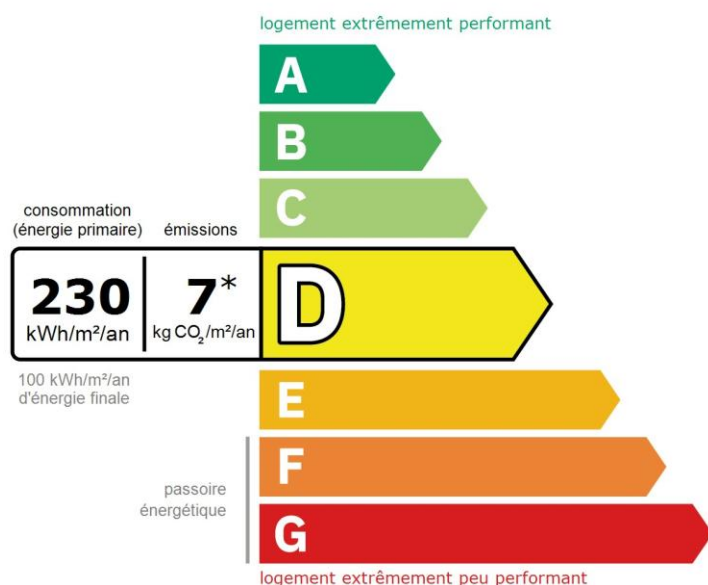 logement extrêmement performant
A
B
C
consommation
(énergie primaire)
émissions
230
kWh/m²/an
7*
kg CO₂/m²/an
D
100 kWh/m²/an
d'énergie finale
E
F
passoire
énergétique
G
logement extrêmement peu performant